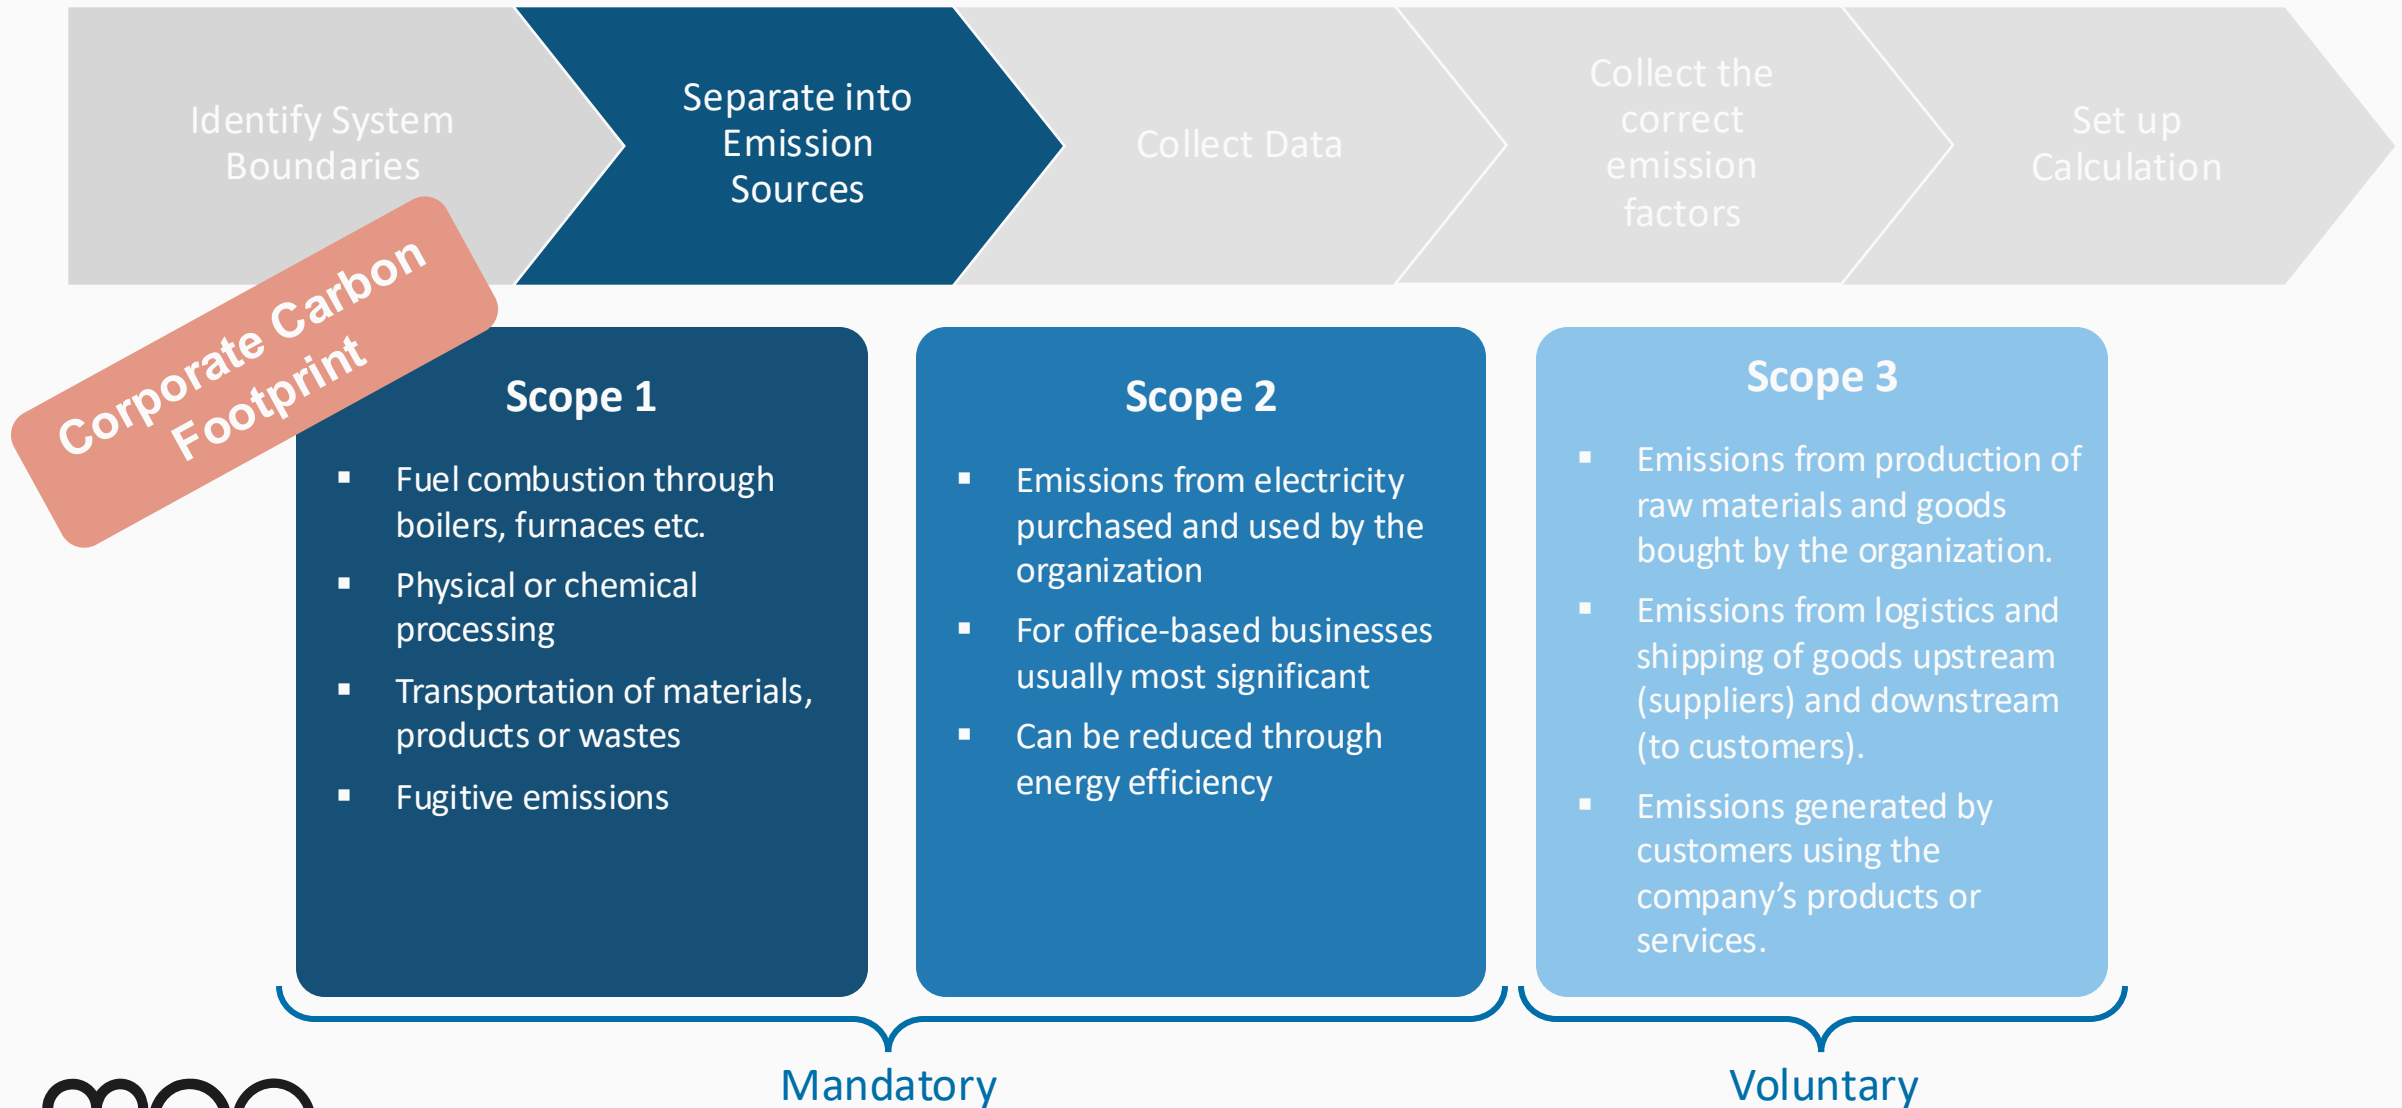 Identify System
Boundaries
Separate into
Emission
Sources
Collect Data
Collect the
correct
emission
factors
Set up
Calculation
Corporate Carbon
Footprint
Scope 1
▪ Fuel combustion through
boilers, furnaces etc.
▪ Physical or chemical
processing
▪ Transportation of materials,
products or wastes
▪ Fugitive emissions
Scope 2
▪ Emissions from electricity
purchased and used by the
organization
▪ For office-based businesses
usually most significant
▪ Can be reduced through
energy efficiency
Scope 3
▪ Emissions from production of
raw materials and goods
bought by the organization.
▪ Emissions from logistics and
shipping of goods upstream
(suppliers) and downstream
(to customers).
▪ Emissions generated by
customers using the
company’s products or
services.
Mandatory
Voluntary